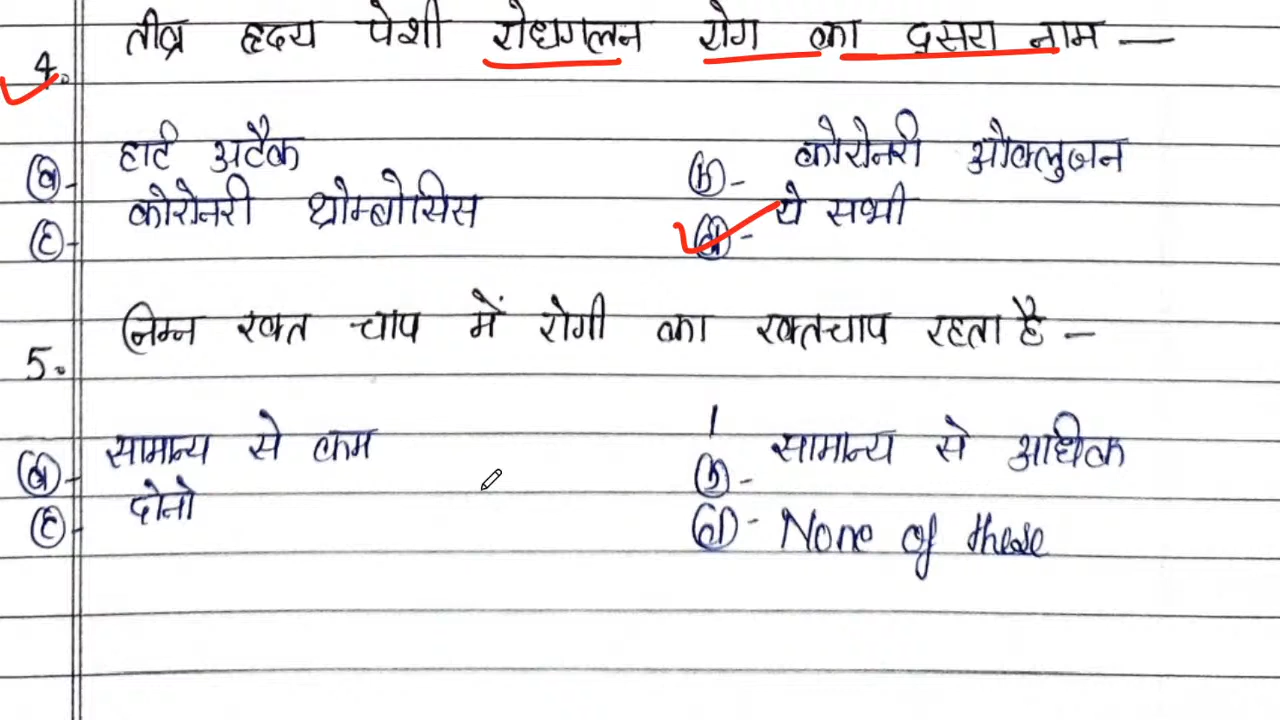 4. तीव्र हृदय पेशी रोधगलन रोग का दुसरा नाम —
(a)- हार्ट अटैक (b)- कोरोनरी ऑक्लुजन
(c)- कोरोनरी थ्रोम्बोसिस (d)- ये सभी
5. निम्न रक्त चाप में रोगी का रक्तचाप रहता है —
(a)- सामान्य से कम (b)- सामान्य से अधिक
(c)- दोनो (d)- None of these